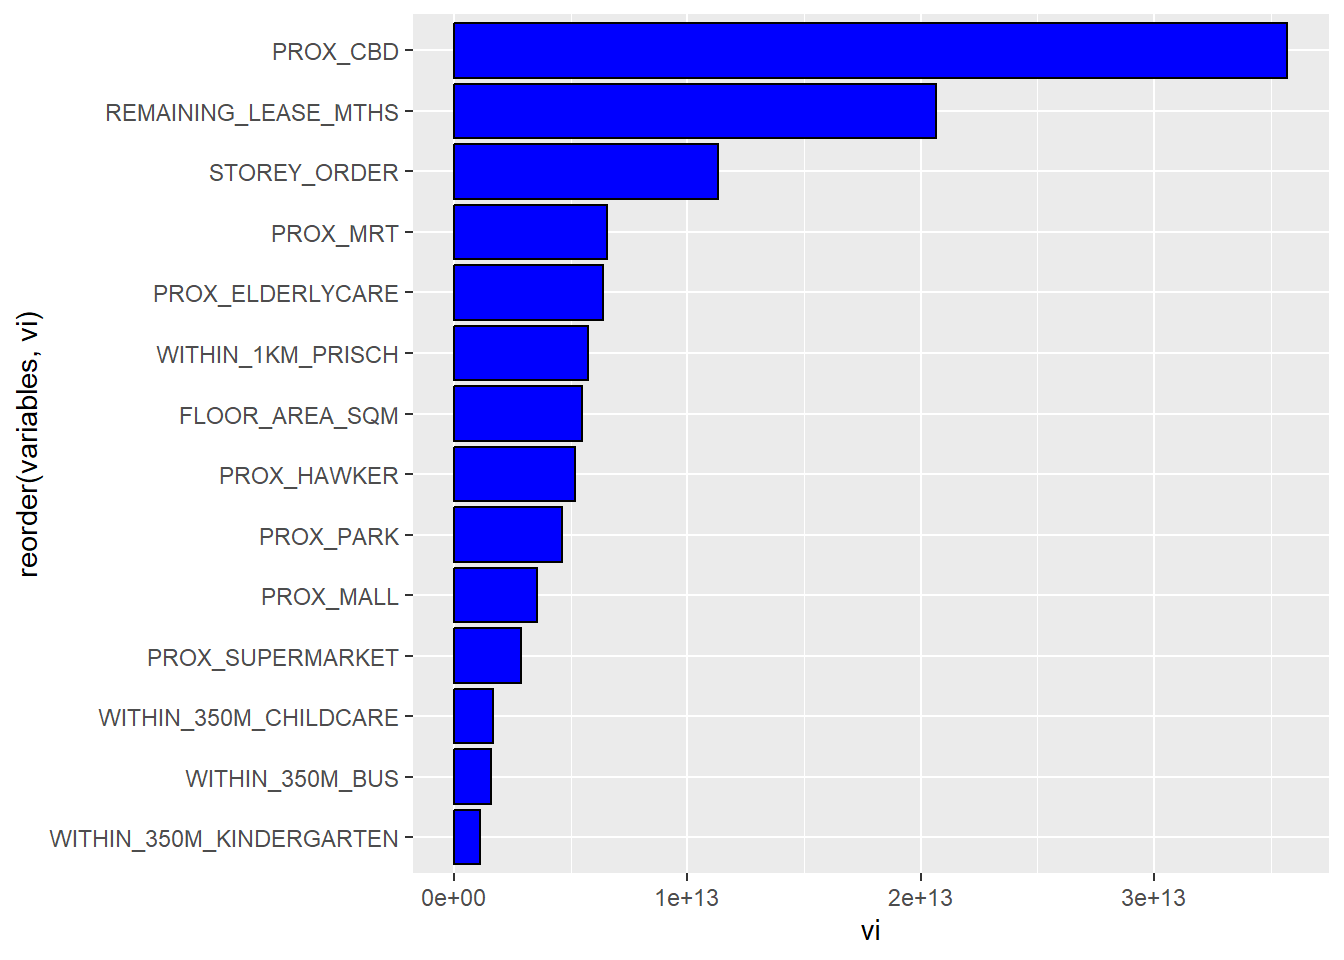 PROX_CBD
REMAINING_LEASE_MTHS
STOREY_ORDER
PROX_MRT
PROX_ELDERLYCARE
WITHIN_1KM_PRISCH
FLOOR_AREA_SQM
PROX_HAWKER
PROX_PARK
PROX_MALL
PROX_SUPERMARKET
WITHIN_350M_CHILDCARE
WITHIN_350M_BUS
WITHIN_350M_KINDERGARTEN
reorder(variables, vi)
0e+00 1e+13 2e+13 3e+13
vi